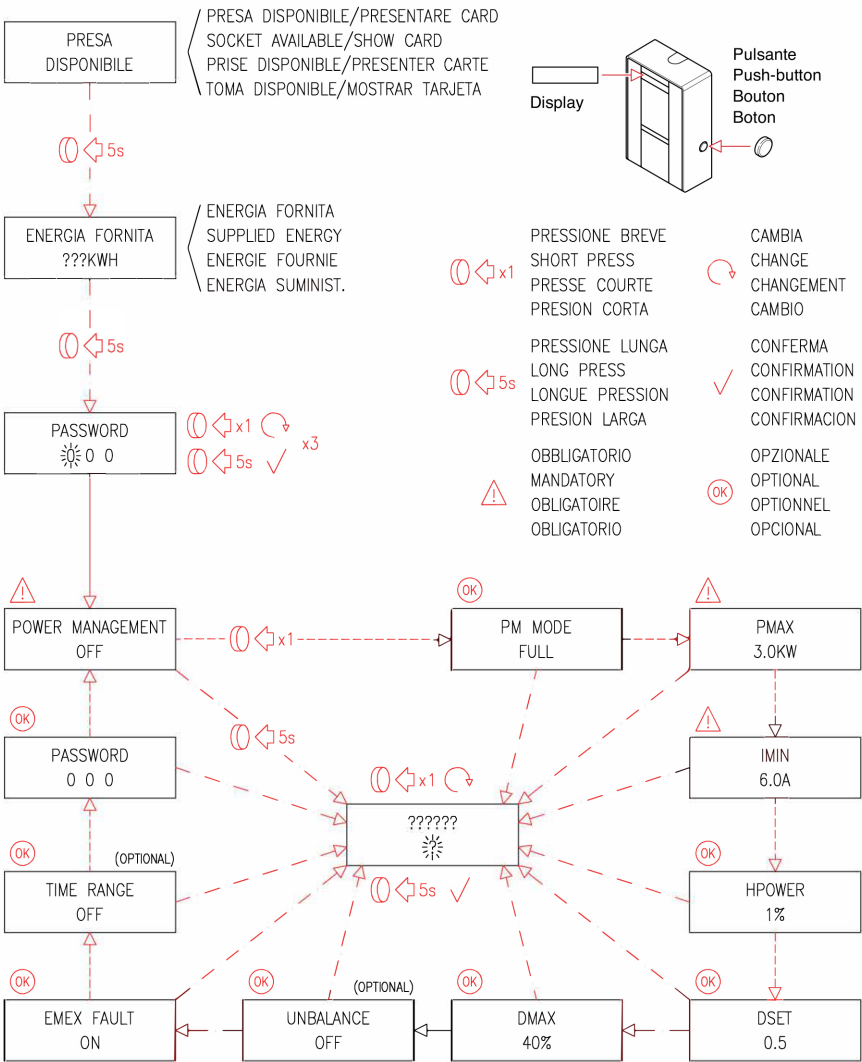 PRESA
DISPONIBILE
PRESA DISPONIBILE/PRESENTARE CARD
SOCKET AVAILABLE/SHOW CARD
PRISE DISPONIBLE/PRESENTER CARTE
TOMA DISPONIBLE/MOSTRAR TARJETA
Display
Pulsante
Push-button
Bouton
Boton
5s
ENERGIA FORNITA
???KWH
ENERGIA FORNITA
SUPPLIED ENERGY
ENERGIE FOURNIE
ENERGIA SUMINIST.
x1
PRESSIONE BREVE
SHORT PRESS
PRESSE COURTE
PRESION CORTA
CAMBIA
CHANGE
CHANGEMENT
CAMBIO
5s
5s
PRESSIONE LUNGA
LONG PRESS
LONGUE PRESSION
PRESION LARGA
CONFERMA
CONFIRMATION
CONFIRMATION
CONFIRMACION
PASSWORD
0 0 0
x1
5s
x3
!
OBBLIGATORIO
MANDATORY
OBLIGATOIRE
OBLIGATORIO
OK
OPZIONALE
OPTIONAL
OPTIONNEL
OPCIONAL
!
POWER MANAGEMENT
OFF
x1
OK
PM MODE
FULL
!
PMAX
3.0KW
OK
PASSWORD
0 0 0
5s
!
IMIN
6.0A
x1
??????
?
5s
OK
(OPTIONAL)
TIME RANGE
OFF
OK
HPOWER
1%
OK
EMEX FAULT
ON
OK
(OPTIONAL)
UNBALANCE
OFF
OK
DMAX
40%
OK
DSET
0.5